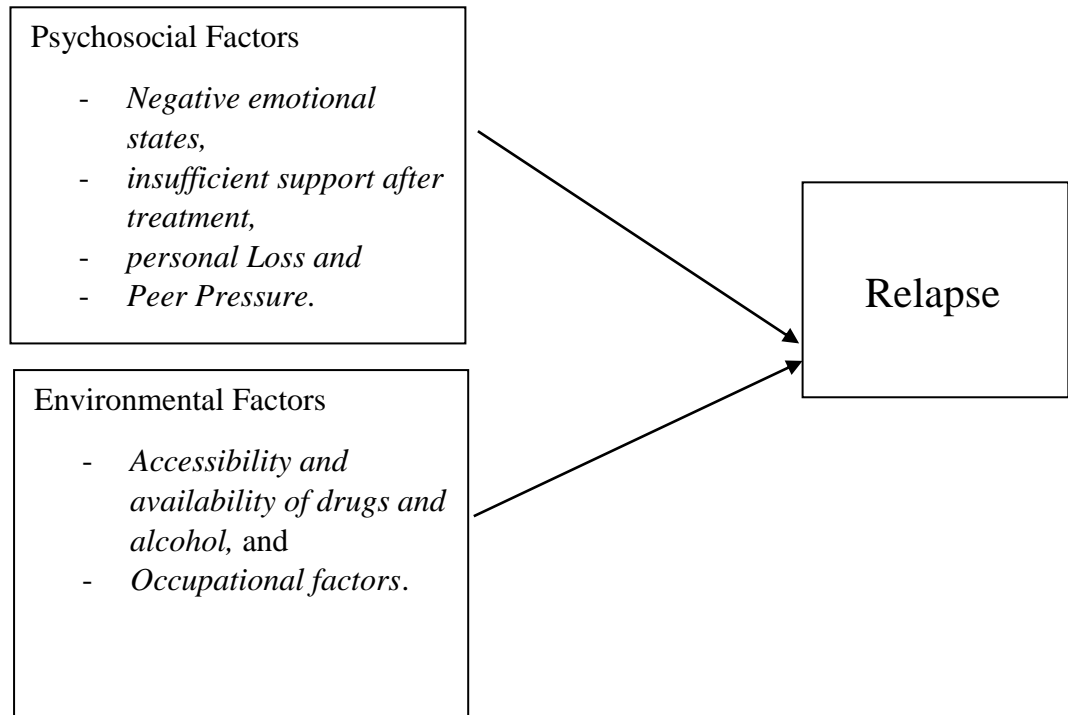 Psychosocial Factors
- Negative emotional
states,
- insufficient support after
treatment,
- personal Loss and
- Peer Pressure.
Relapse
Environmental Factors
- Accessibility and
availability of drugs and
alcohol, and
- Occupational factors.